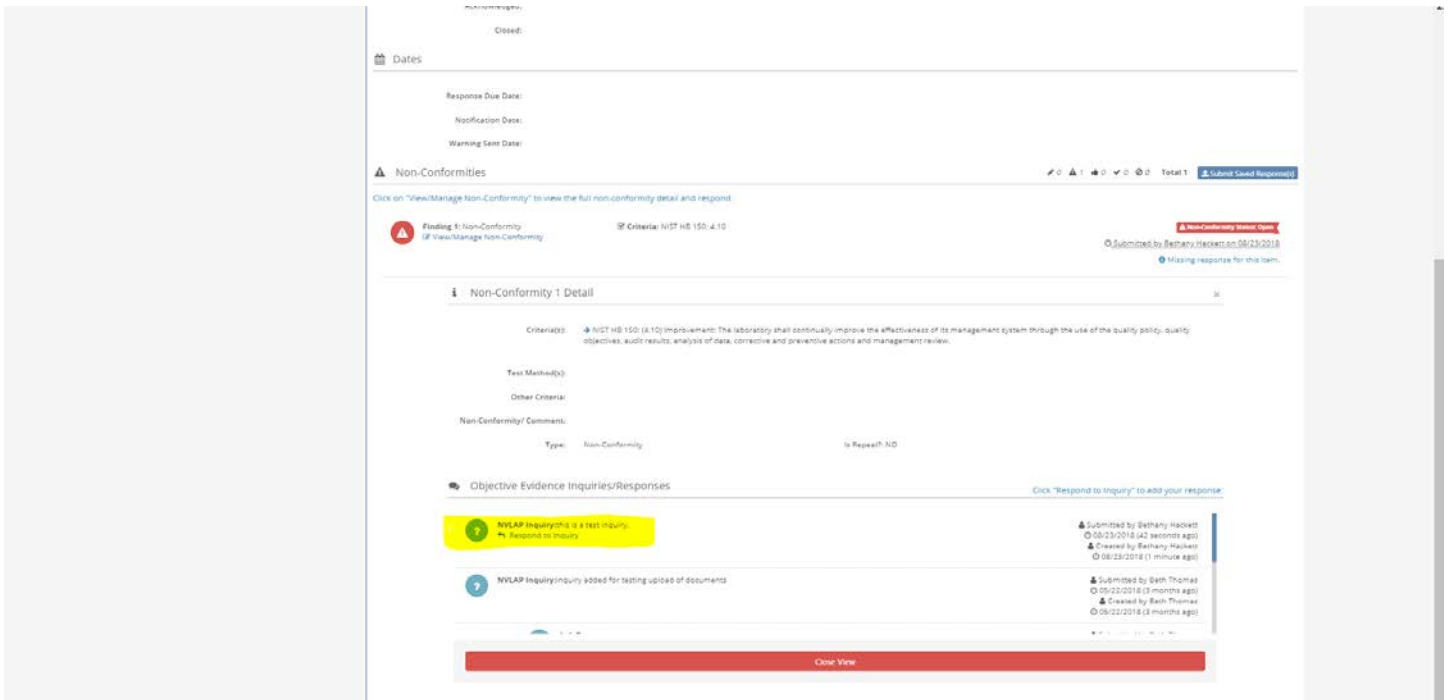 Acknowledged:
Closed:
Dates
Response Due Date:
Notification Date:
Warning Sent Date:
Non-Conformities
0 1 0 0 0 Total 1 Submit Saved Response(s)
Click on "View/Manage Non-Conformity" to view the full non-conformity detail and respond
Finding 1: Non-Conformity Criteria: NIST HB 150: 4.10 Non-Conformity Status: Open
View/Manage Non-Conformity
Submitted by Bethany Hackett on 08/23/2018
Missing response for this item.
Non-Conformity 1 Detail ×
Criteria(s): NIST HB 150: (4.10) Improvement: The laboratory shall continually improve the effectiveness of its management system through the use of the quality policy, quality
objectives, audit results, analysis of data, corrective and preventive actions and management review.
Test Method(s):
Other Criteria:
Non-Conformity/ Comment:
Type: Non-Conformity Is Repeat?: NO
Objective Evidence Inquiries/Responses Click "Respond to Inquiry" to add your response
NVLAP Inquiry:this is a test inquiry. Submitted by Bethany Hackett
Respond to Inquiry 08/23/2018 (42 seconds ago)
Created by Bethany Hackett
08/23/2018 (1 minute ago)
NVLAP Inquiry:inquiry added for testing upload of documents Submitted by Beth Thomas
05/22/2018 (3 months ago)
Created by Beth Thomas
05/22/2018 (3 months ago)
Close View